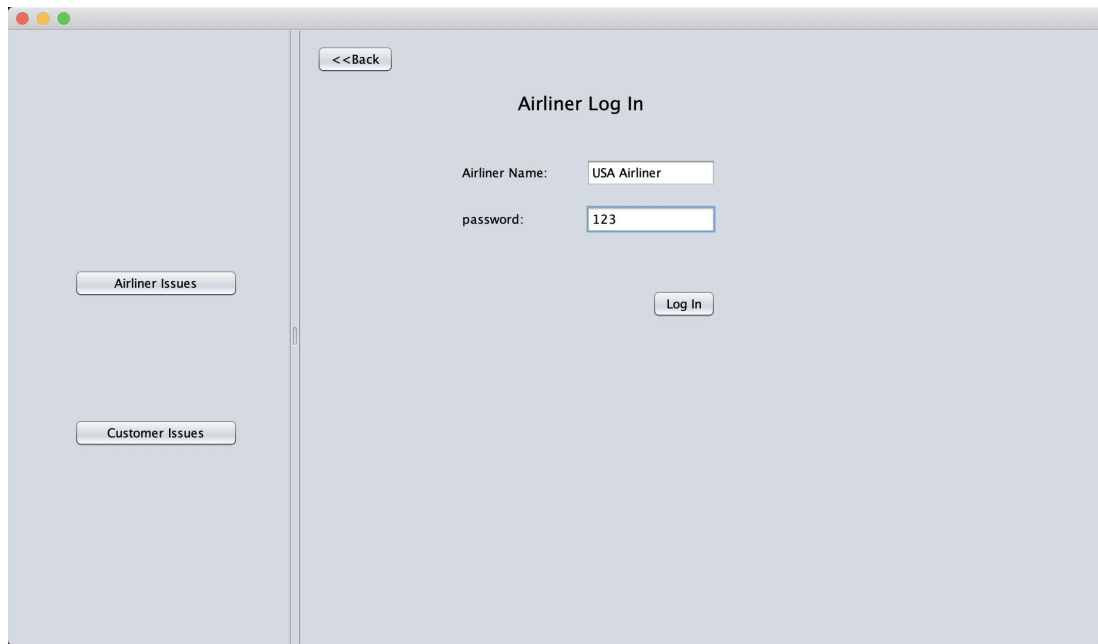 <<Back
Airliner Log In
Airliner Name: USA Airliner
password: 123
Airliner Issues
Log In
Customer Issues